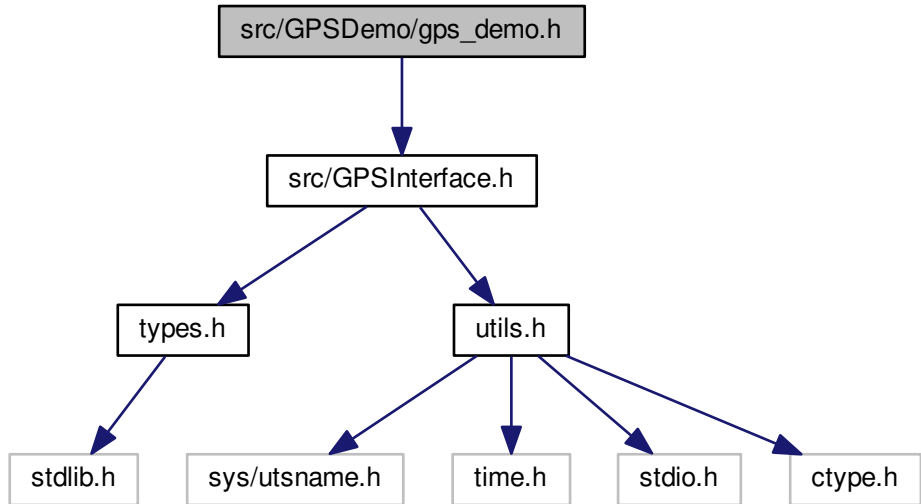 src/GPSDemo/gps_demo.h
src/GPSInterface.h
types.h
utils.h
stdlib.h
sys/utsname.h
time.h
stdio.h
ctype.h